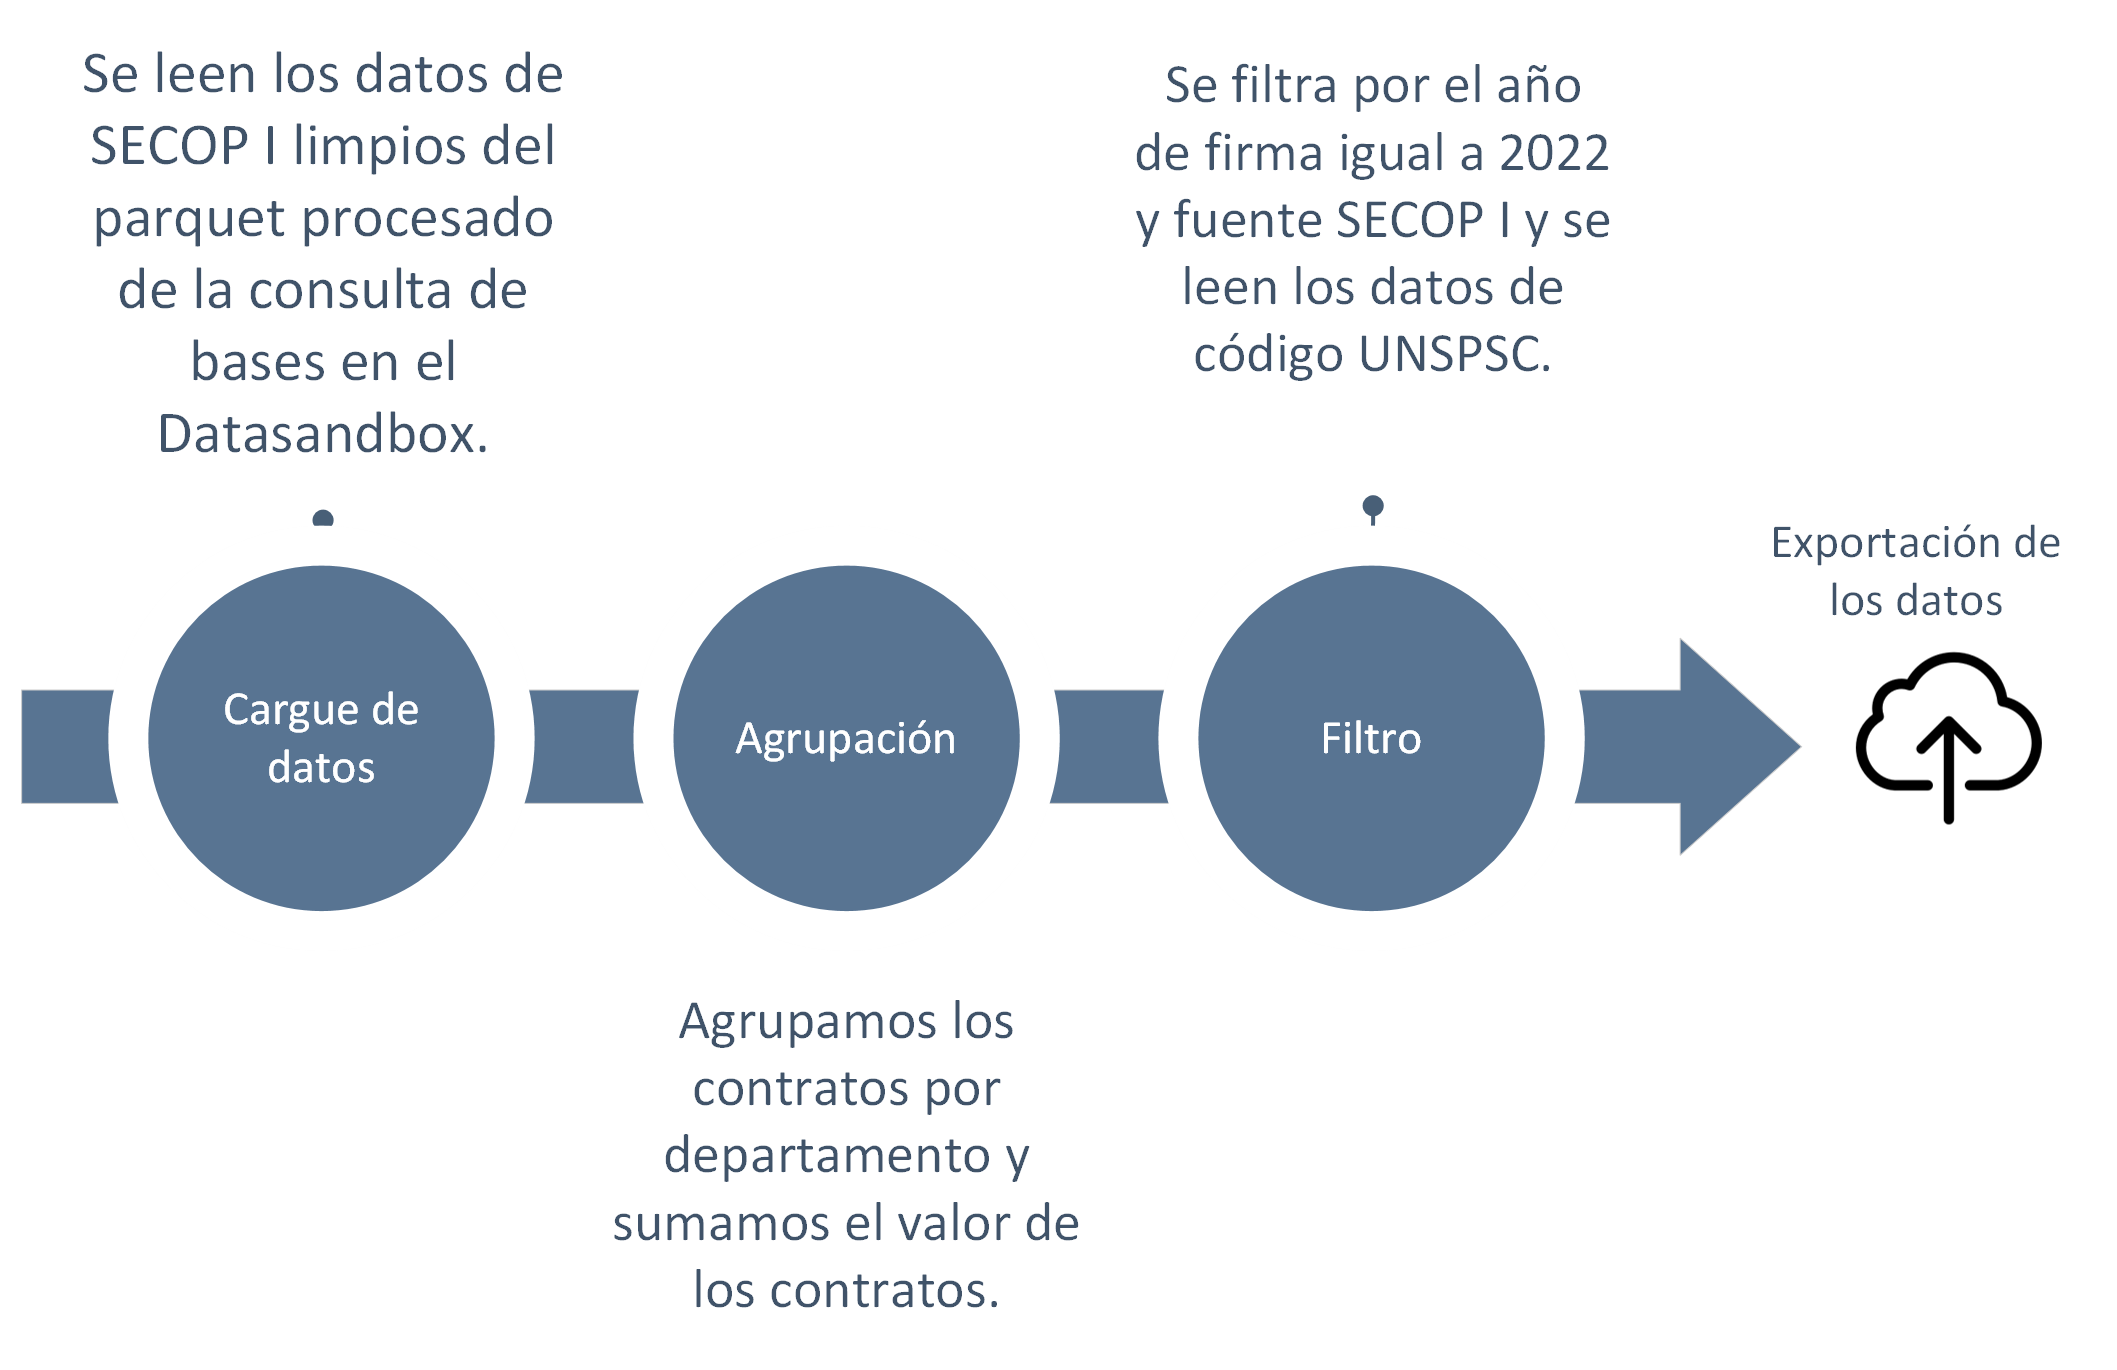 Se leen los datos de
SECOP I limpios del
parquet procesado
de la consulta de
bases en el
Datasandbox.
Se filtra por el año
de firma igual a 2022
y fuente SECOP I y se
leen los datos de
código UNSPSC.
Exportación de
los datos
Cargue de
datos
Agrupación
Filtro
Agrupamos los
contratos por
departamento y
sumamos el valor de
los contratos.